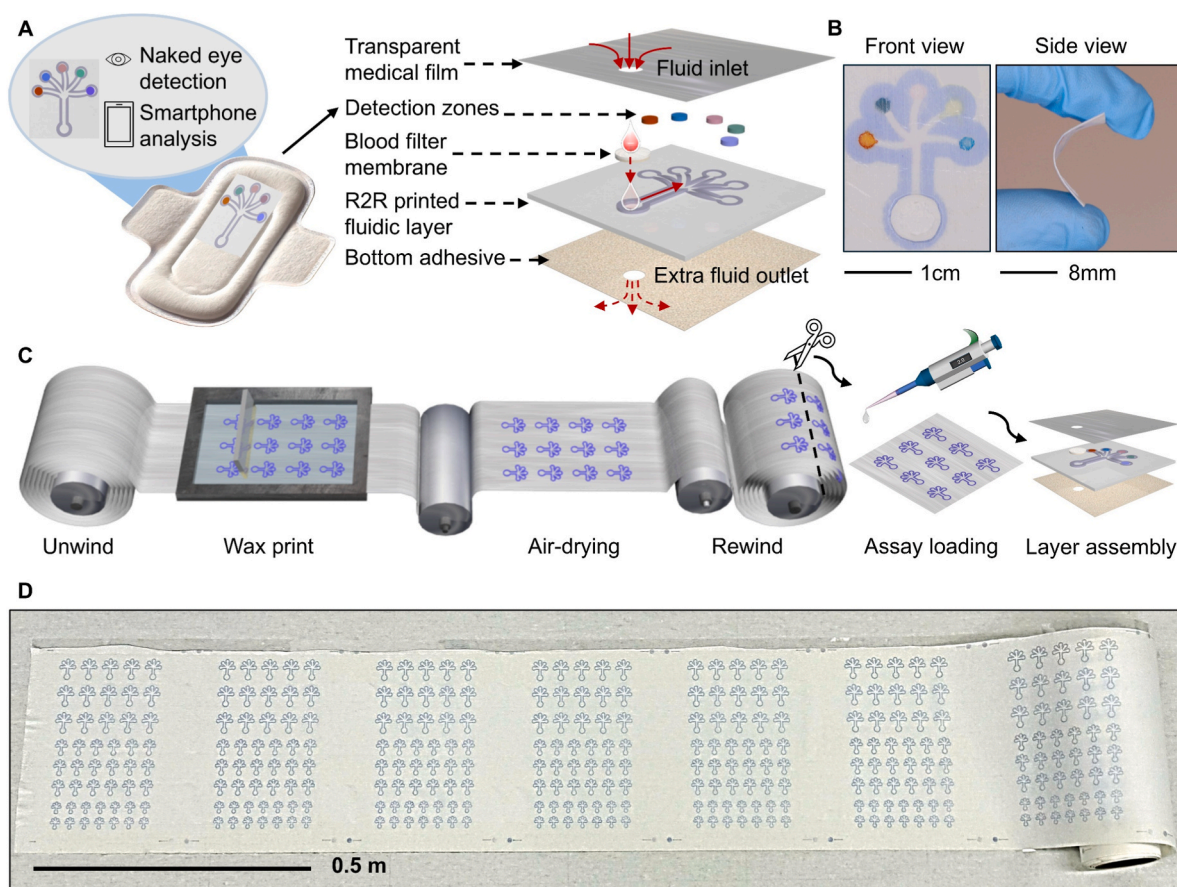 A
Naked eye
detection
Smartphone
analysis
Transparent
medical film
Fluid inlet
Detection zones
Blood filter
membrane
R2R printed
fluidic layer
Bottom adhesive
Extra fluid outlet
B
Front view
Side view
1cm
8mm
C
Unwind
Wax print
Air-drying
Rewind
Assay loading
Layer assembly
D
0.5 m